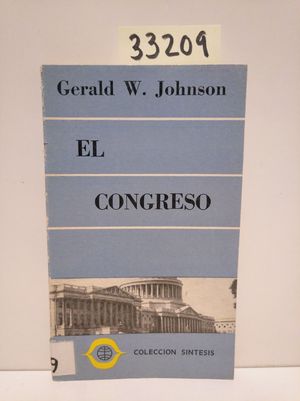 33209
Gerald W. Johnson
EL
CONGRESO
9
COLECCION SINTESIS